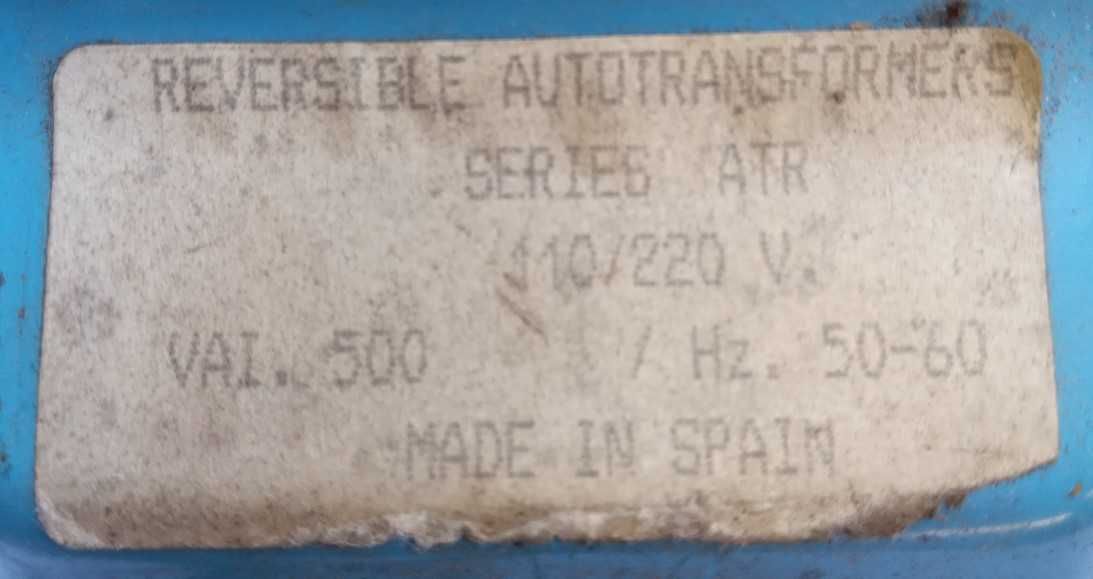 REVERSIBLE AUTOTRANSFORMERS
SERIES ATR
110/220 V.
VAI. 500 / Hz. 50-60
MADE IN SPAIN